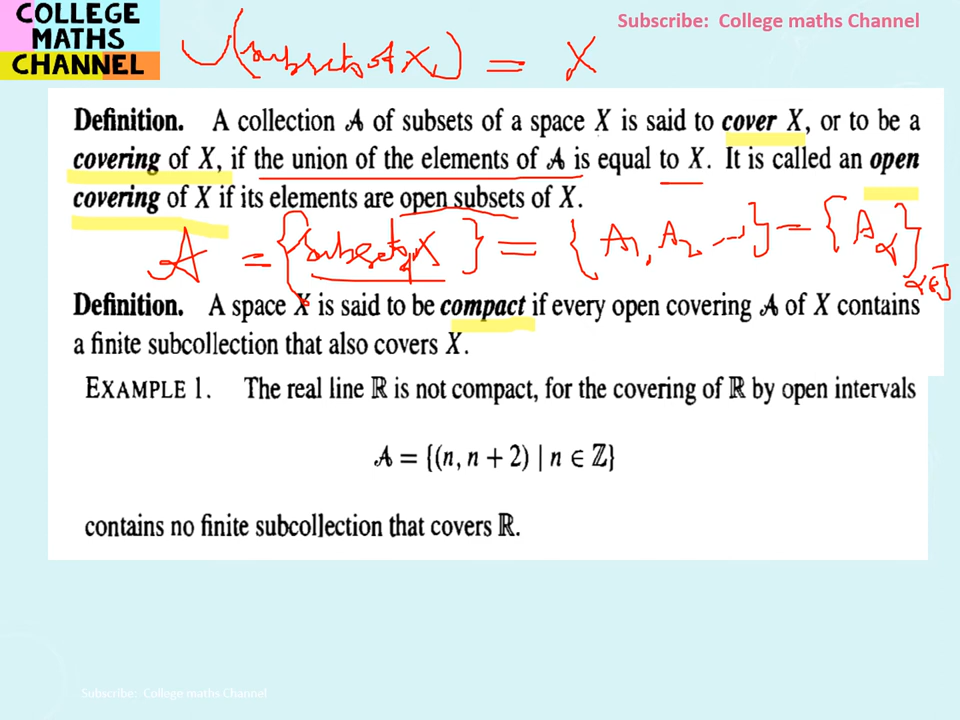 COLLEGE
MATHS
CHANNEL
Subscribe: College maths Channel
∪(subsets of X) = X
Definition. A collection 𝒜 of subsets of a space X is said to cover X, or to be a
covering of X, if the union of the elements of 𝒜 is equal to X. It is called an open
covering of X if its elements are open subsets of X.
𝒜 = {subsets of X} = {A₁, A₂, ...} = {A_α}_{α∈J}
Definition. A space X is said to be compact if every open covering 𝒜 of X contains
a finite subcollection that also covers X.
EXAMPLE 1. The real line ℝ is not compact, for the covering of ℝ by open intervals
𝒜 = {(n, n + 2) | n ∈ ℤ}
contains no finite subcollection that covers ℝ.
Subscribe: College maths Channel